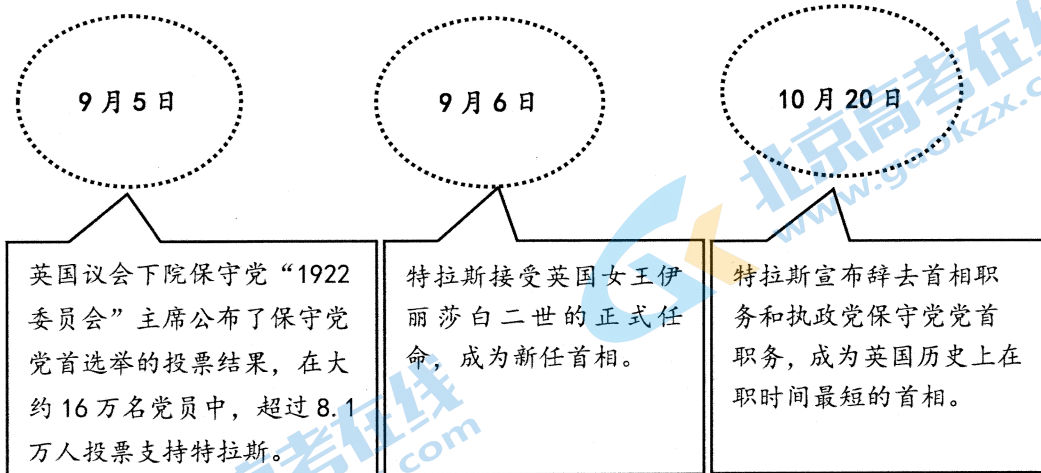 9月5日
9月6日
10月20日
英国议会下院保守党“1922
委员会”主席公布了保守党
党首选举的投票结果，在大
约16万名党员中，超过8.1
万人投票支持特拉斯。
特拉斯接受英国女王伊
丽莎白二世的正式任
命，成为新任首相。
特拉斯宣布辞去首相职
务和执政党保守党党首
职务，成为英国历史上在
职时间最短的首相。
北京高考在线
www.gaokzx.c
京高考在线
com